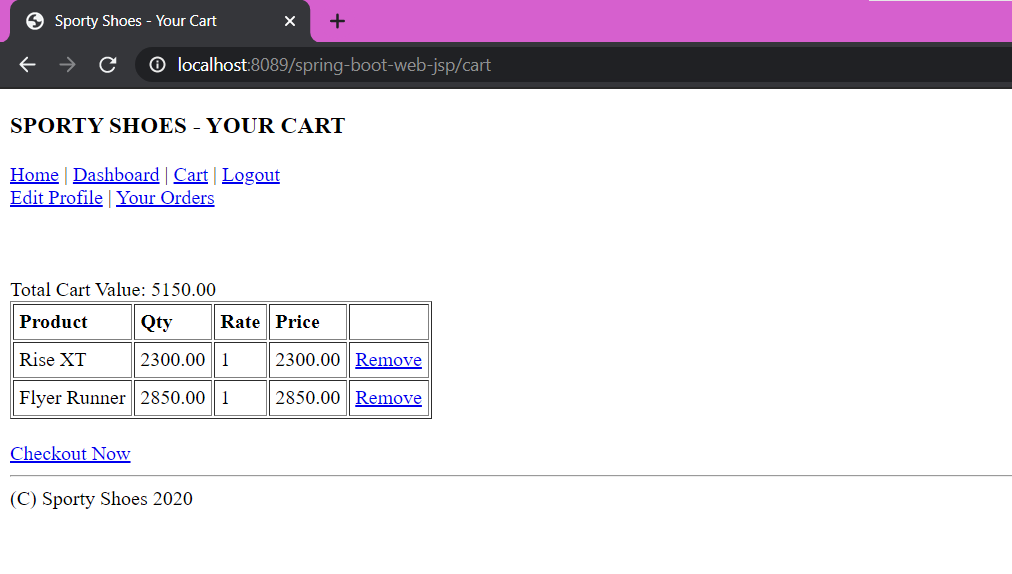 Sporty Shoes - Your Cart
localhost:8089/spring-boot-web-jsp/cart
SPORTY SHOES - YOUR CART
Home | Dashboard | Cart | Logout
Edit Profile | Your Orders
Total Cart Value: 5150.00
Product Qty Rate Price
Rise XT 2300.00 1 2300.00 Remove
Flyer Runner 2850.00 1 2850.00 Remove
Checkout Now
(C) Sporty Shoes 2020